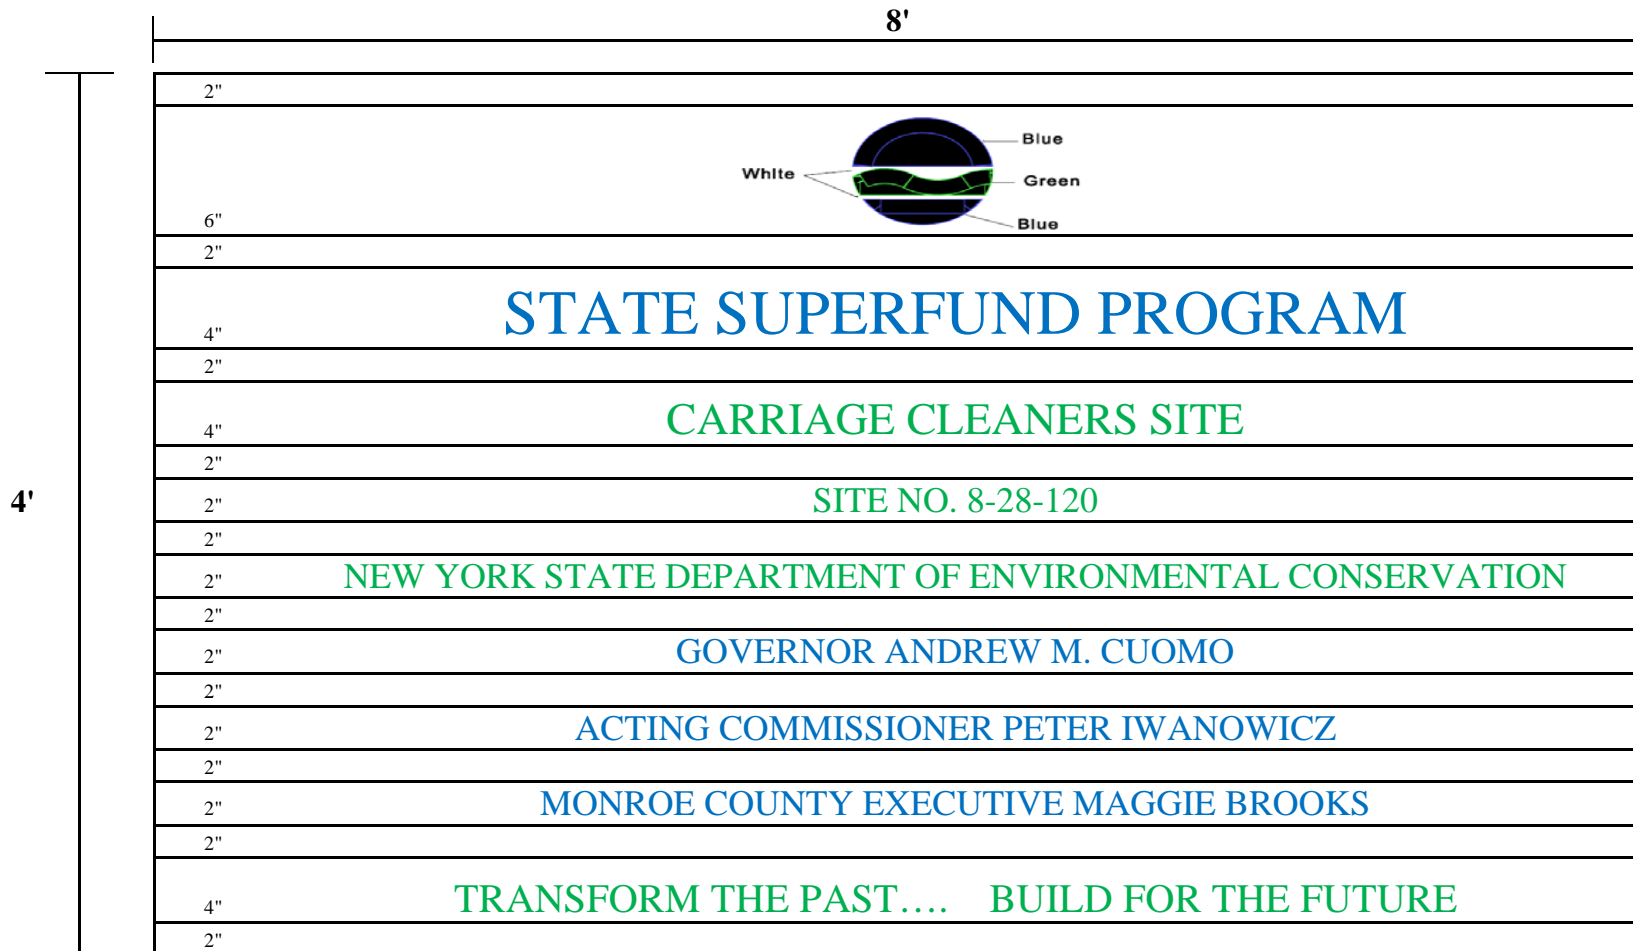 8'
2"
Blue
White
Green
6"
Blue
2"
4" STATE SUPERFUND PROGRAM
2"
4" CARRIAGE CLEANERS SITE
2"
4'
2" SITE NO. 8-28-120
2"
2" NEW YORK STATE DEPARTMENT OF ENVIRONMENTAL CONSERVATION
2"
2" GOVERNOR ANDREW M. CUOMO
2"
2" ACTING COMMISSIONER PETER IWANOWICZ
2"
2" MONROE COUNTY EXECUTIVE MAGGIE BROOKS
2"
4" TRANSFORM THE PAST.... BUILD FOR THE FUTURE
2"